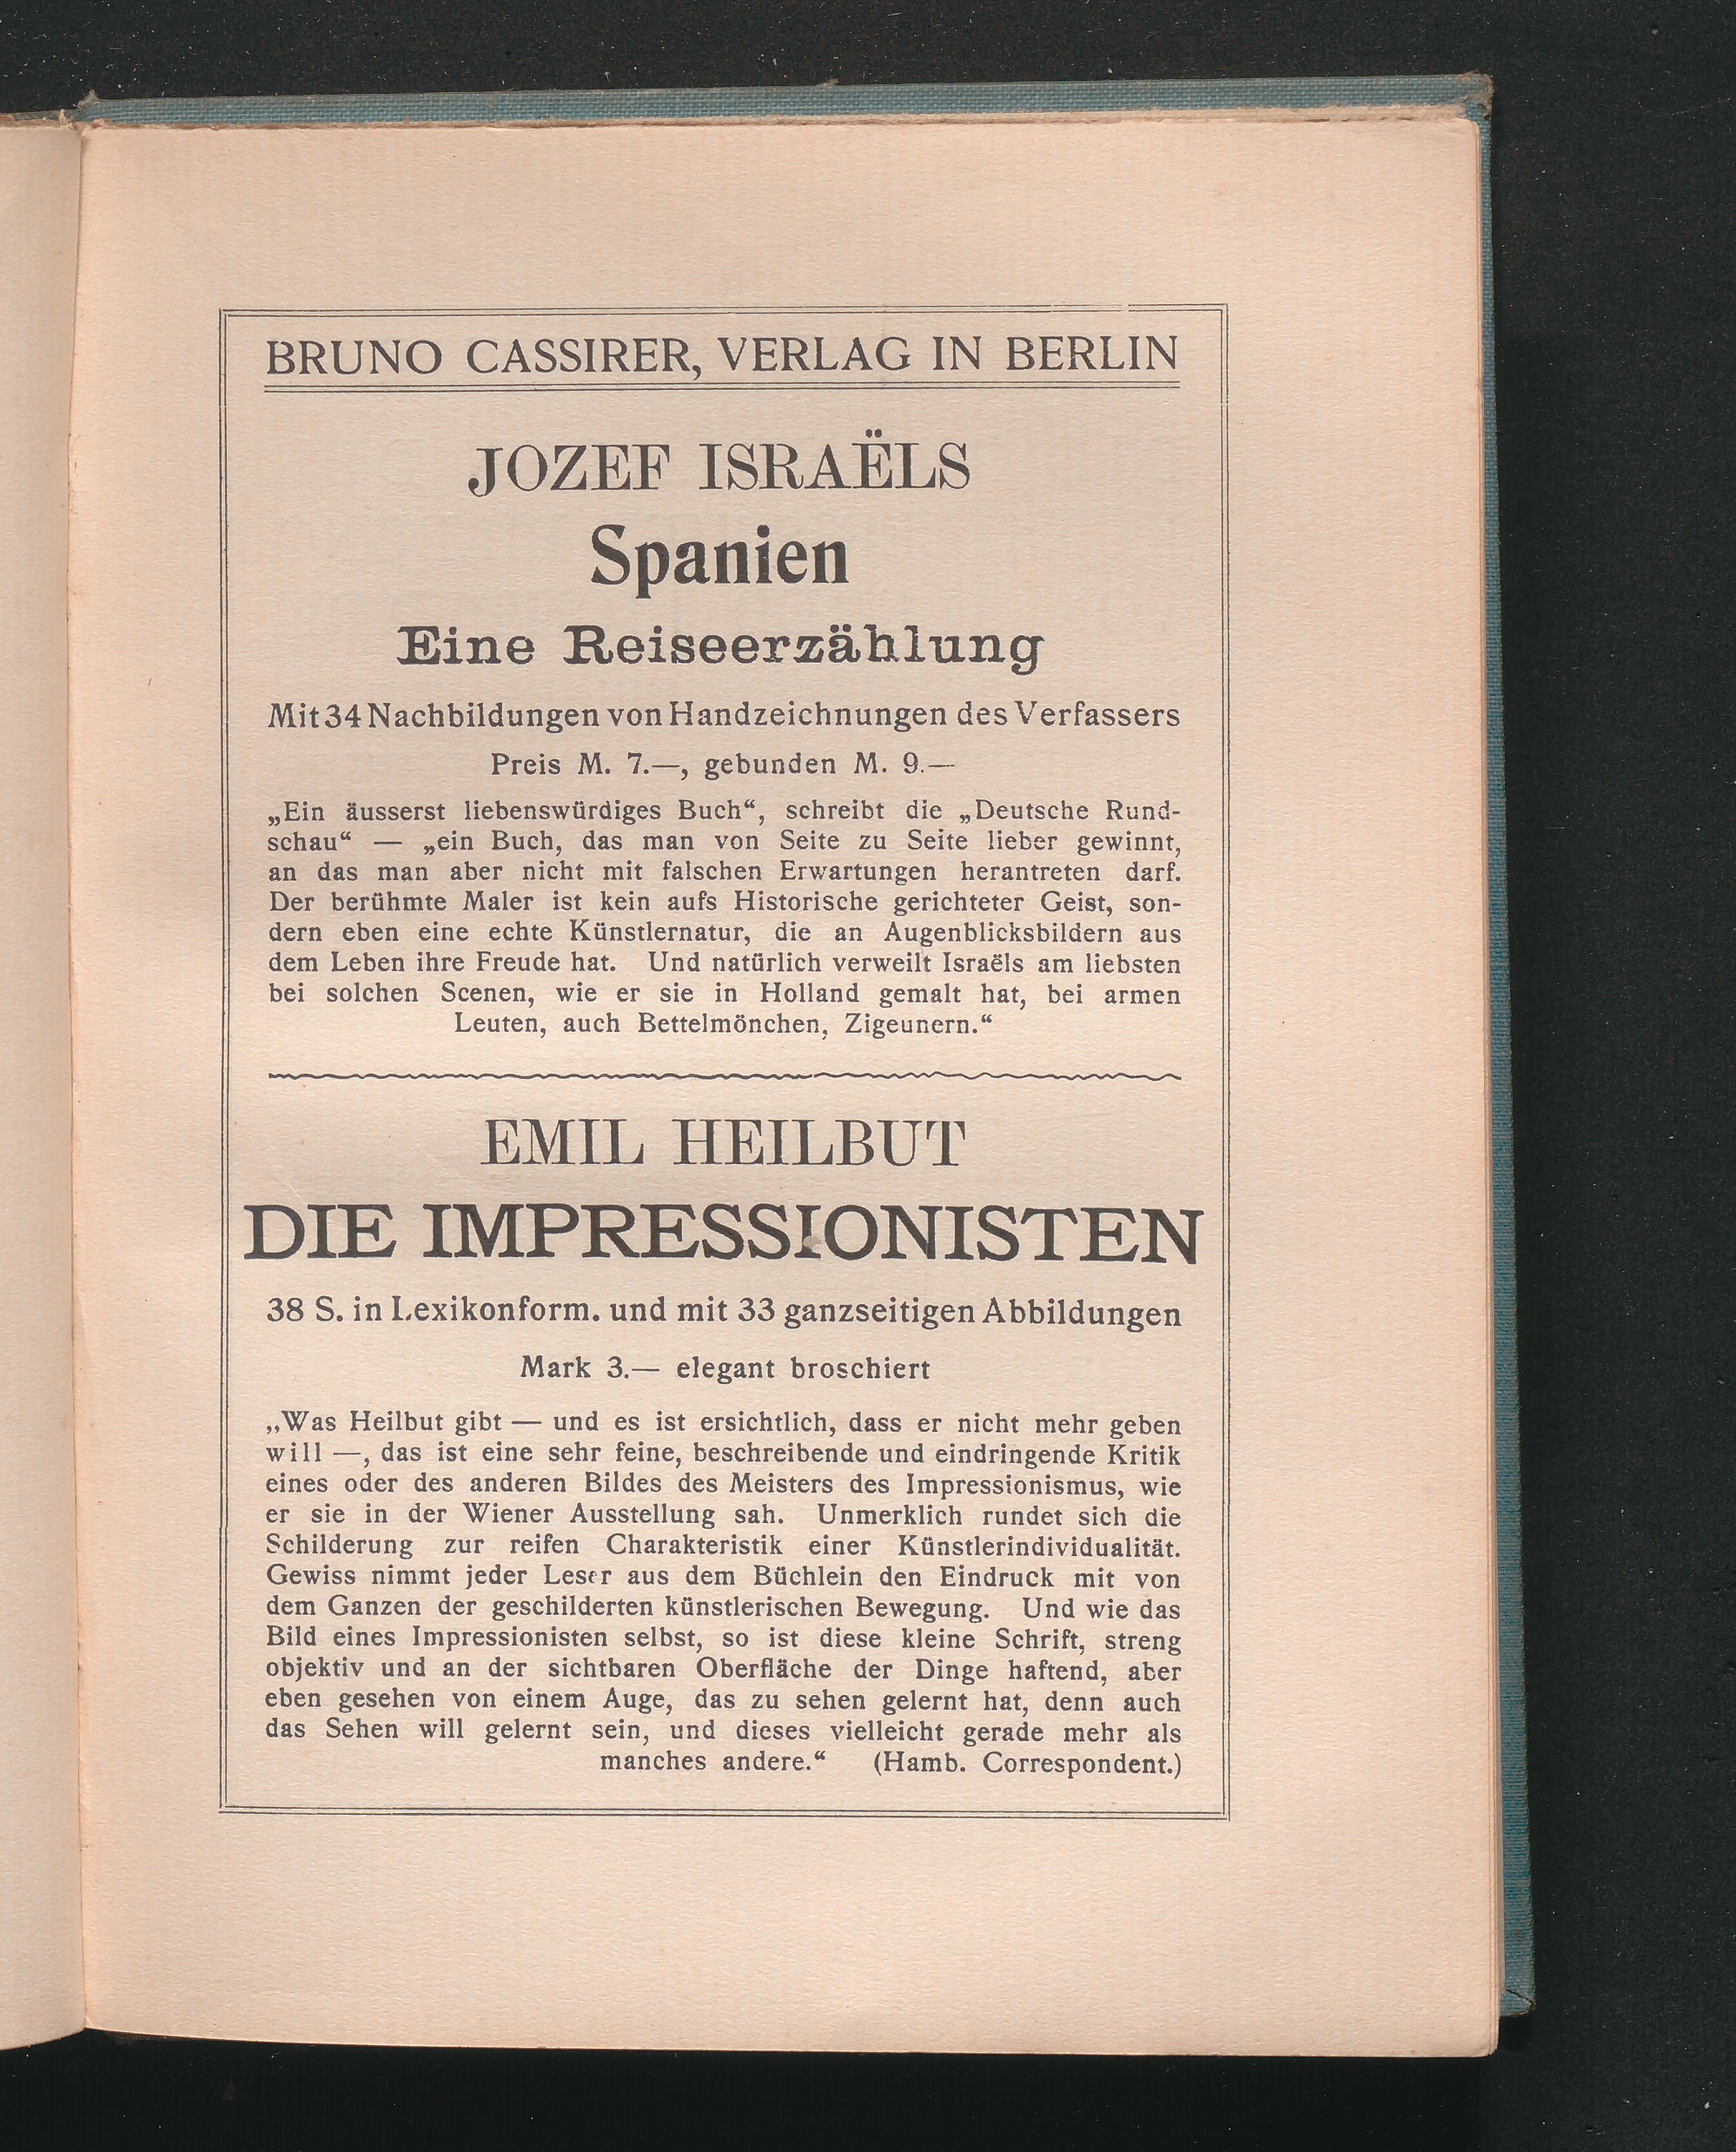 BRUNO CASSIRER, VERLAG IN BERLIN
JOZEF ISRAËLS
Spanien
Eine Reiseerzählung
Mit 34 Nachbildungen von Handzeichnungen des Verfassers
Preis M. 7.—, gebunden M. 9.—
„Ein äusserst liebenswürdiges Buch“, schreibt die „Deutsche Rund-
schau“ — „ein Buch, das man von Seite zu Seite lieber gewinnt,
an das man aber nicht mit falschen Erwartungen herantreten darf.
Der berühmte Maler ist kein aufs Historische gerichteter Geist, son-
dern eben eine echte Künstlernatur, die an Augenblicksbildern aus
dem Leben ihre Freude hat. Und natürlich verweilt Israëls am liebsten
bei solchen Scenen, wie er sie in Holland gemalt hat, bei armen
Leuten, auch Bettelmönchen, Zigeunern.“
EMIL HEILBUT
DIE IMPRESSIONISTEN
38 S. in Lexikonform. und mit 33 ganzseitigen Abbildungen
Mark 3.— elegant broschiert
„Was Heilbut gibt — und es ist ersichtlich, dass er nicht mehr geben
will —, das ist eine sehr feine, beschreibende und eindringende Kritik
eines oder des anderen Bildes des Meisters des Impressionismus, wie
er sie in der Wiener Ausstellung sah. Unmerklich rundet sich die
Schilderung zur reifen Charakteristik einer Künstlerindividualität.
Gewiss nimmt jeder Leser aus dem Büchlein den Eindruck mit von
dem Ganzen der geschilderten künstlerischen Bewegung. Und wie das
Bild eines Impressionisten selbst, so ist diese kleine Schrift, streng
objektiv und an der sichtbaren Oberfläche der Dinge haftend, aber
eben gesehen von einem Auge, das zu sehen gelernt hat, denn auch
das Sehen will gelernt sein, und dieses vielleicht gerade mehr als
manches andere.“ (Hamb. Correspondent.)